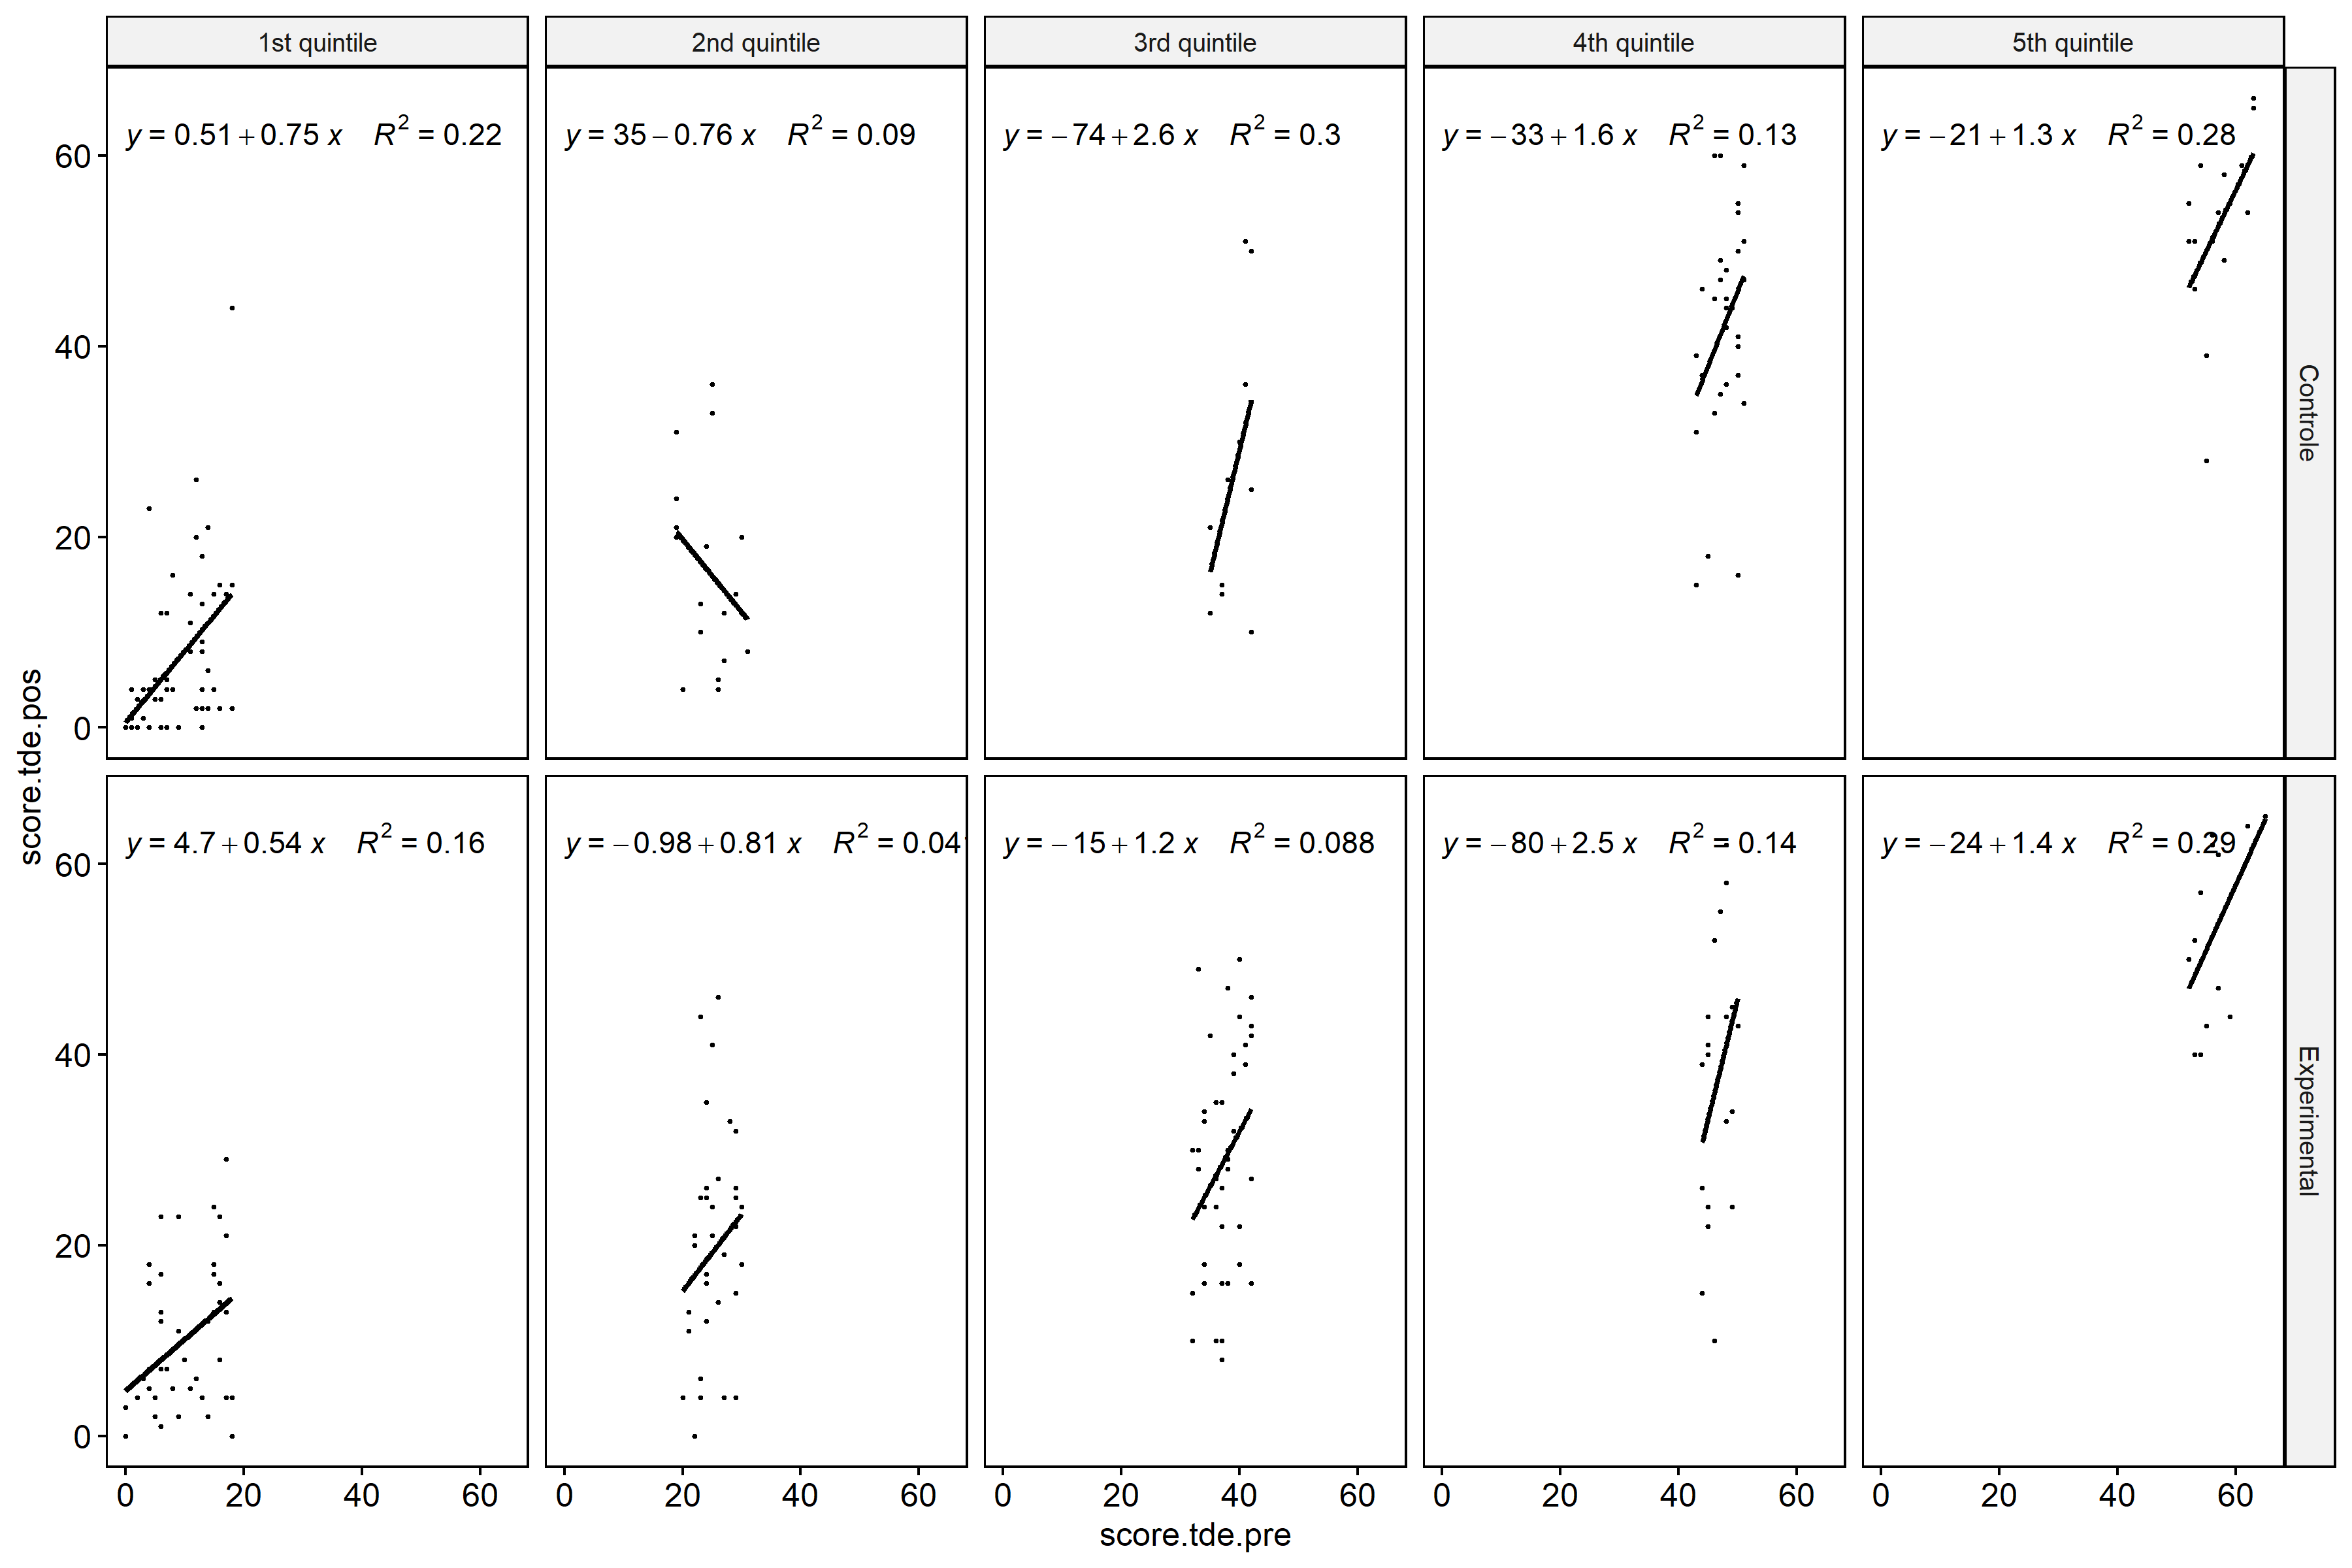 1st quintile 2nd quintile 3rd quintile 4th quintile 5th quintile
y = 0.51 + 0.75 x R² = 0.22
y = 35 − 0.76 x R² = 0.09
y = −74 + 2.6 x R² = 0.3
y = −33 + 1.6 x R² = 0.13
y = −21 + 1.3 x R² = 0.28
Controle
60
40
20
0
score.tde.pos
y = 4.7 + 0.54 x R² = 0.16
y = −0.98 + 0.81 x R² =
y = −15 + 1.2 x R² = 0.088
y = −80 + 2.5 x R² = 0.14
y = −24 + 1.4 x R² = 0.29
Experimental
60
40
20
0
0 20 40 60 0 20 40 60 0 20 40 60 0 20 40 60 0 20 40 60
score.tde.pre